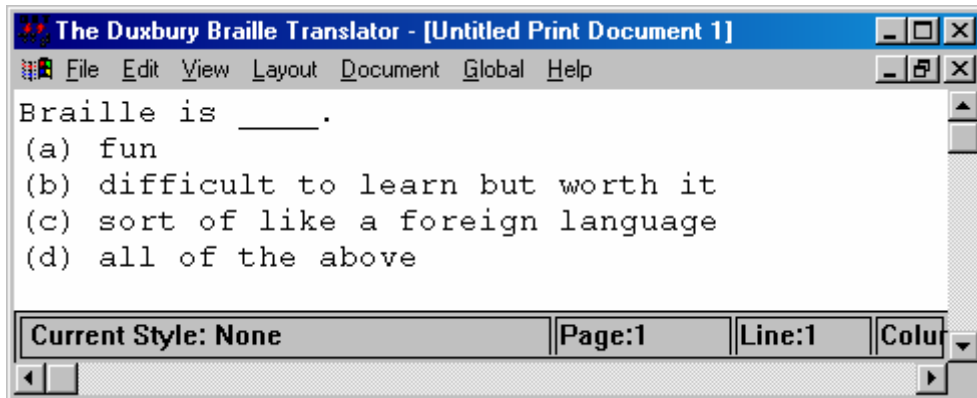 The Duxbury Braille Translator - [Untitled Print Document 1]
File Edit View Layout Document Global Help
Braille is ____.
(a) fun
(b) difficult to learn but worth it
(c) sort of like a foreign language
(d) all of the above
Current Style: None Page:1 Line:1